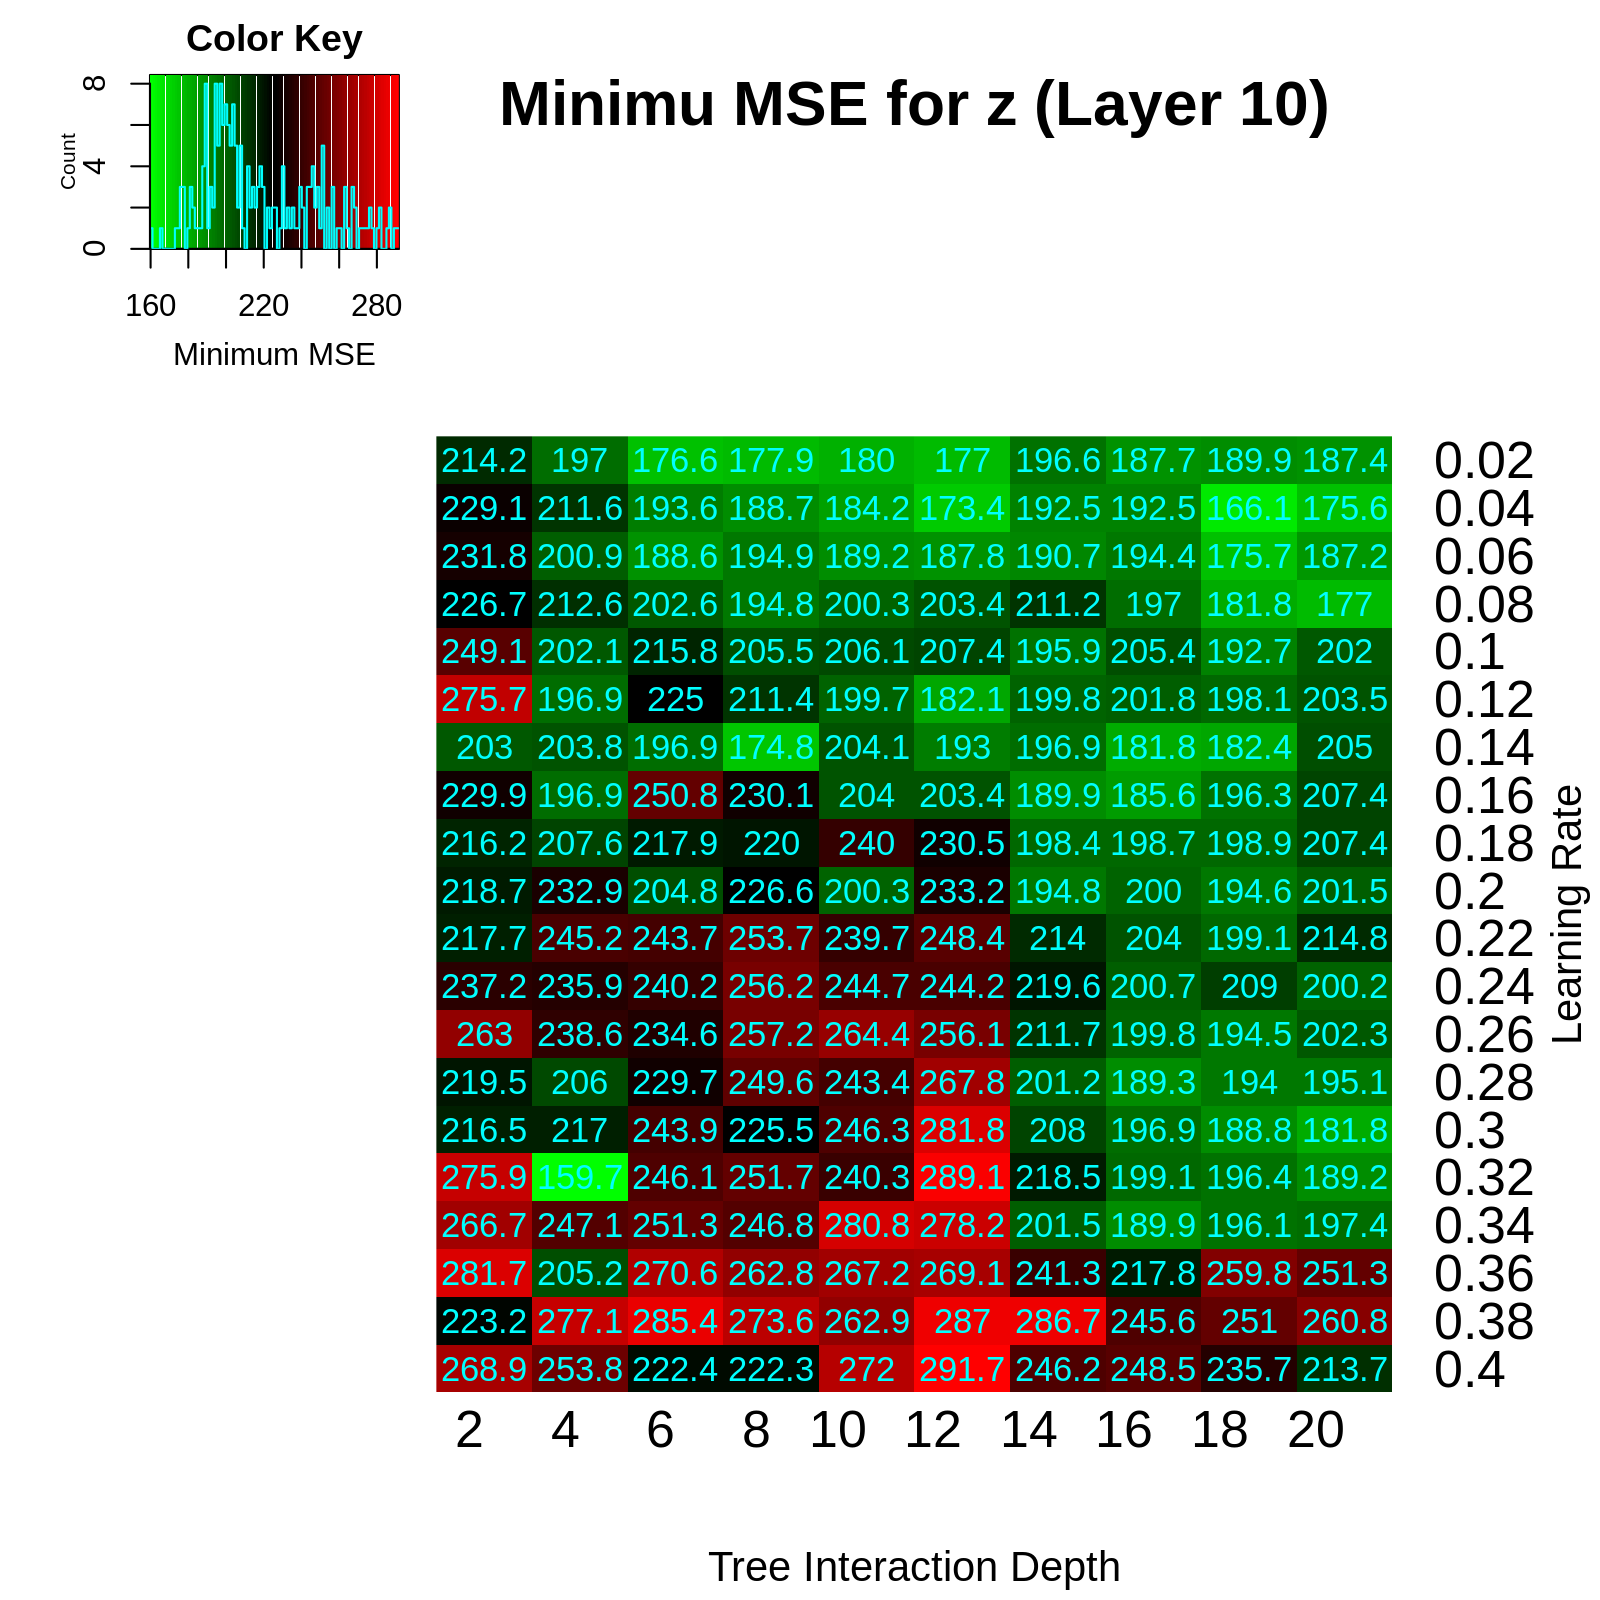 Color Key
Minimu MSE for z (Layer 10)
Count
0 4 8
160 220 280
Minimum MSE
214.2 197 176.6 177.9 180 177 196.6 187.7 189.9 187.4 0.02
229.1 211.6 193.6 188.7 184.2 173.4 192.5 192.5 166.1 175.6 0.04
231.8 200.9 188.6 194.9 189.2 187.8 190.7 194.4 175.7 187.2 0.06
226.7 212.6 202.6 194.8 200.3 203.4 211.2 197 181.8 177 0.08
249.1 202.1 215.8 205.5 206.1 207.4 195.9 205.4 192.7 202 0.1
275.7 196.9 225 211.4 199.7 182.1 199.8 201.8 198.1 203.5 0.12
203 203.8 196.9 174.8 204.1 193 196.9 181.8 182.4 205 0.14
229.9 196.9 250.8 230.1 204 203.4 189.9 185.6 196.3 207.4 0.16
216.2 207.6 217.9 220 240 230.5 198.4 198.7 198.9 207.4 0.18
218.7 232.9 204.8 226.6 200.3 233.2 194.8 200 194.6 201.5 0.2
217.7 245.2 243.7 253.7 239.7 248.4 214 204 199.1 214.8 0.22
237.2 235.9 240.2 256.2 244.7 244.2 219.6 200.7 209 200.2 0.24
263 238.6 234.6 257.2 264.4 256.1 211.7 199.8 194.5 202.3 0.26
219.5 206 229.7 249.6 243.4 267.8 201.2 189.3 194 195.1 0.28
216.5 217 243.9 225.5 246.3 281.8 208 196.9 188.8 181.8 0.3
275.9 159.7 246.1 251.7 240.3 289.1 218.5 199.1 196.4 189.2 0.32
266.7 247.1 251.3 246.8 280.8 278.2 201.5 189.9 196.1 197.4 0.34
281.7 205.2 270.6 262.8 267.2 269.1 241.3 217.8 259.8 251.3 0.36
223.2 277.1 285.4 273.6 262.9 287 286.7 245.6 251 260.8 0.38
268.9 253.8 222.4 222.3 272 291.7 246.2 248.5 235.7 213.7 0.4
Learning Rate
2 4 6 8 10 12 14 16 18 20
Tree Interaction Depth